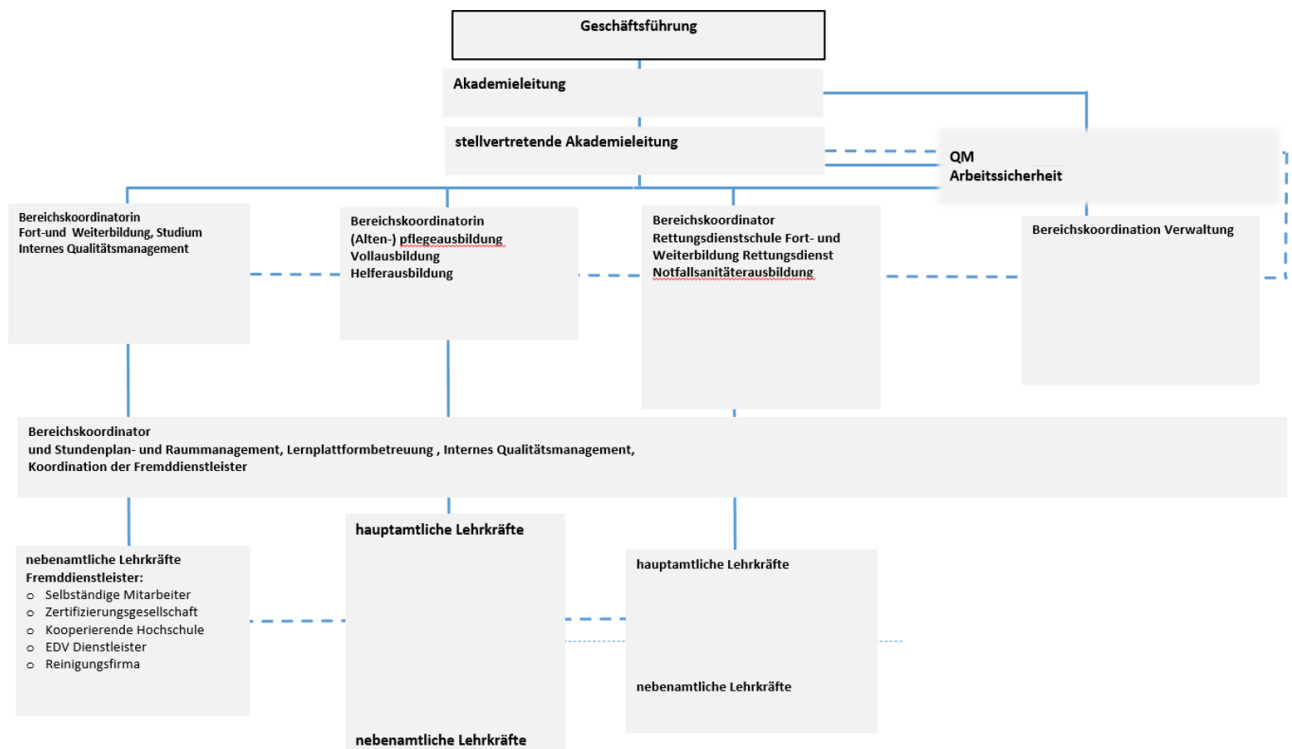 Geschäftsführung
Akademieleitung
stellvertretende Akademieleitung
QM
Arbeitssicherheit
Bereichskoordinatorin
Fort-und Weiterbildung, Studium
Internes Qualitätsmanagement
Bereichskoordinatorin
(Alten-) pflegeausbildung
Vollausbildung
Helferausbildung
Bereichskoordinator
Rettungsdienstschule Fort- und
Weiterbildung Rettungsdienst
Notfallsanitäterausbildung
Bereichskoordination Verwaltung
Bereichskoordinator
und Stundenplan- und Raummanagement, Lernplattformbetreuung , Internes Qualitätsmanagement,
Koordination der Fremddienstleister
nebenamtliche Lehrkräfte
Fremddienstleister:
o Selbständige Mitarbeiter
o Zertifizierungsgesellschaft
o Kooperierende Hochschule
o EDV Dienstleister
o Reinigungsfirma
hauptamtliche Lehrkräfte
nebenamtliche Lehrkräfte
hauptamtliche Lehrkräfte
nebenamtliche Lehrkräfte